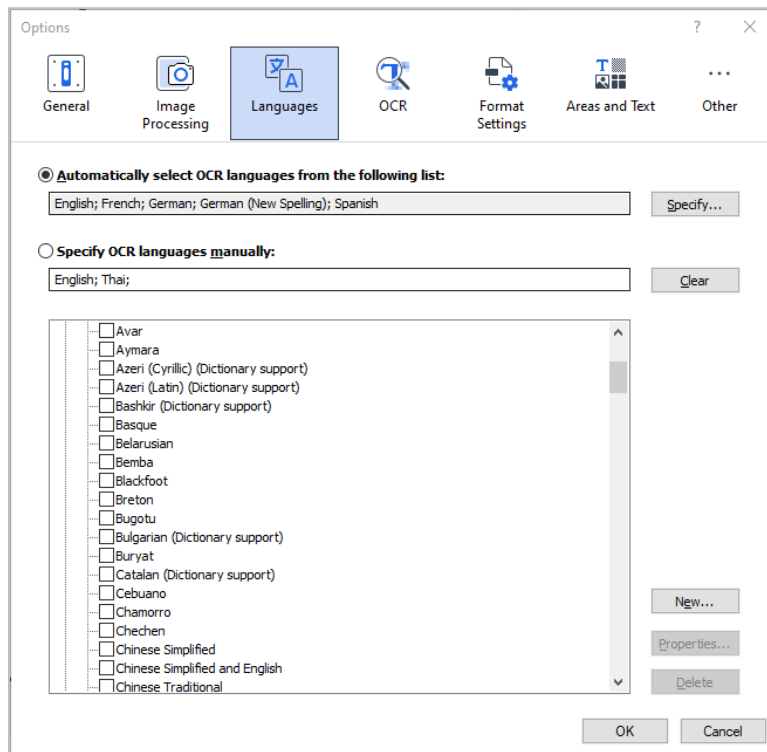 Options
?
General
Image
Processing
Languages
OCR
Format
Settings
Areas and Text
Other
Automatically select OCR languages from the following list:
English; French; German; German (New Spelling); Spanish
Specify...
Specify OCR languages manually:
English; Thai;
Clear
Avar
Aymara
Azeri (Cyrillic) (Dictionary support)
Azeri (Latin) (Dictionary support)
Bashkir (Dictionary support)
Basque
Belarusian
Bemba
Blackfoot
Breton
Bugotu
Bulgarian (Dictionary support)
Buryat
Catalan (Dictionary support)
Cebuano
Chamorro
Chechen
Chinese Simplified
Chinese Simplified and English
Chinese Traditional
New...
Properties...
Delete
OK
Cancel